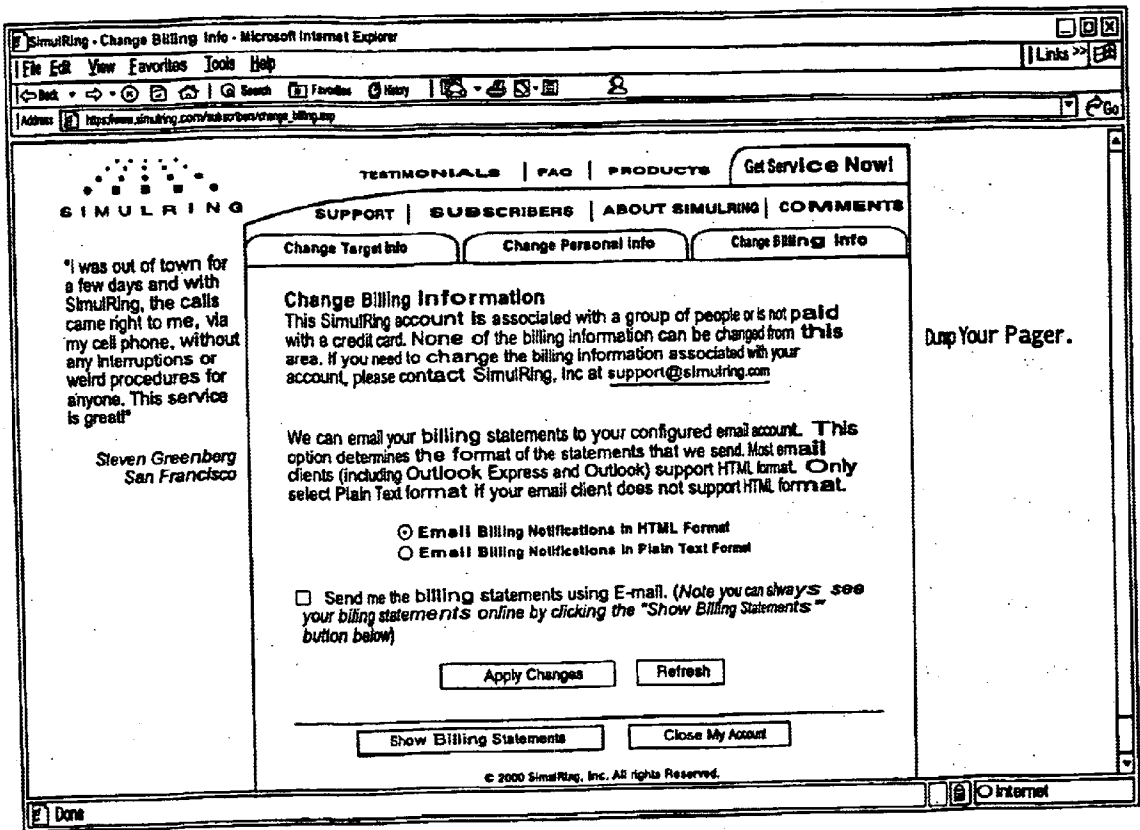 SimulRing - Change Billing Info - Microsoft Internet Explorer
File Edit View Favorites Tools Help
Links >>
Back Search Favorites History
Address https://www.simulring.com/subscribers/change_billing.asp Go
TESTIMONIALS | FAQ | PRODUCTS Get Service Now!
SIMULRING
SUPPORT | SUBSCRIBERS | ABOUT SIMULRING | COMMENTS
Change Target Info Change Personal Info Change Billing Info
"I was out of town for
a few days and with
SimulRing, the calls
came right to me, via
my cell phone, without
any interruptions or
weird procedures for
anyone. This service
is great!"
Steven Greenberg
San Francisco
Change Billing Information
This SimulRing account is associated with a group of people or is not paid
with a credit card. None of the billing information can be changed from this
area. If you need to change the billing information associated with your
account, please contact SimulRing, Inc at support@simulring.com
Dump Your Pager.
We can email your billing statements to your configured email account. This
option determines the format of the statements that we send. Most email
clients (including Outlook Express and Outlook) support HTML format. Only
select Plain Text format if your email client does not support HTML format.
Email Billing Notifications in HTML Format
Email Billing Notifications in Plain Text Format
Send me the billing statements using E-mail. (Note you can always see
your billing statements online by clicking the "Show Billing Statements"
button below)
Apply Changes Refresh
Show Billing Statements Close My Account
© 2000 SimulRing, Inc. All rights Reserved.
Done Internet